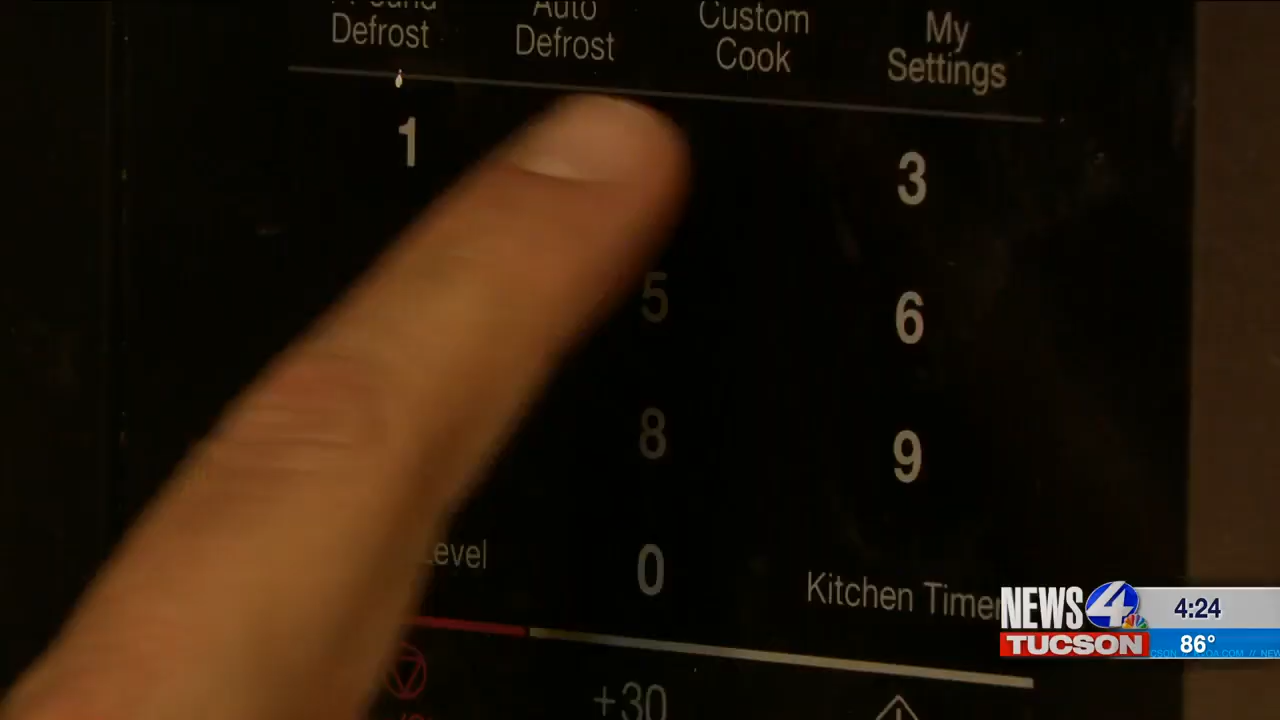 Defrost
Auto
Defrost
Custom
Cook
My
Settings
1
3
5
6
8
9
Level
0
Kitchen Timer
+30
NEWS 4
TUCSON
4:24
86°